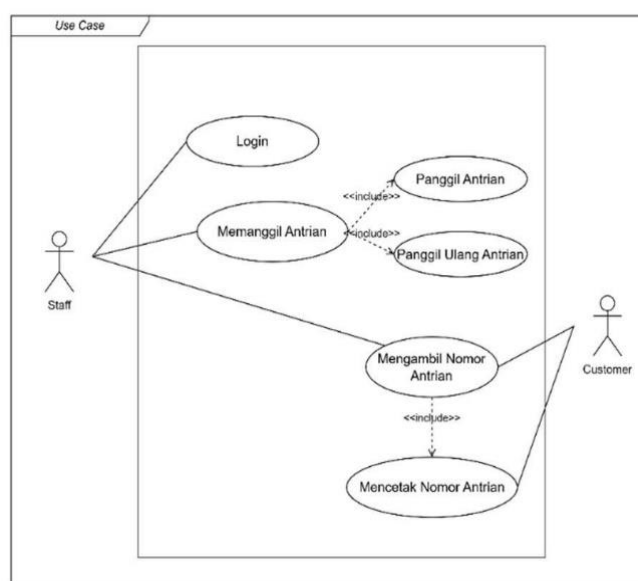 Use Case
Login
Panggil Antrian
<<include>>
Memanggil Antrian
<<include>>
Panggil Ulang Antrian
Staff
Mengambil Nomor
Antrian
Customer
<<include>>
Mencetak Nomor Antrian